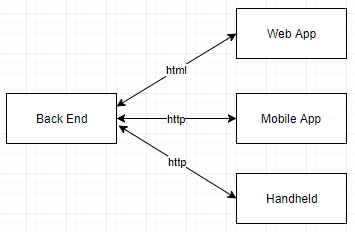 Web App
html
Back End
http
Mobile App
http
Handheld